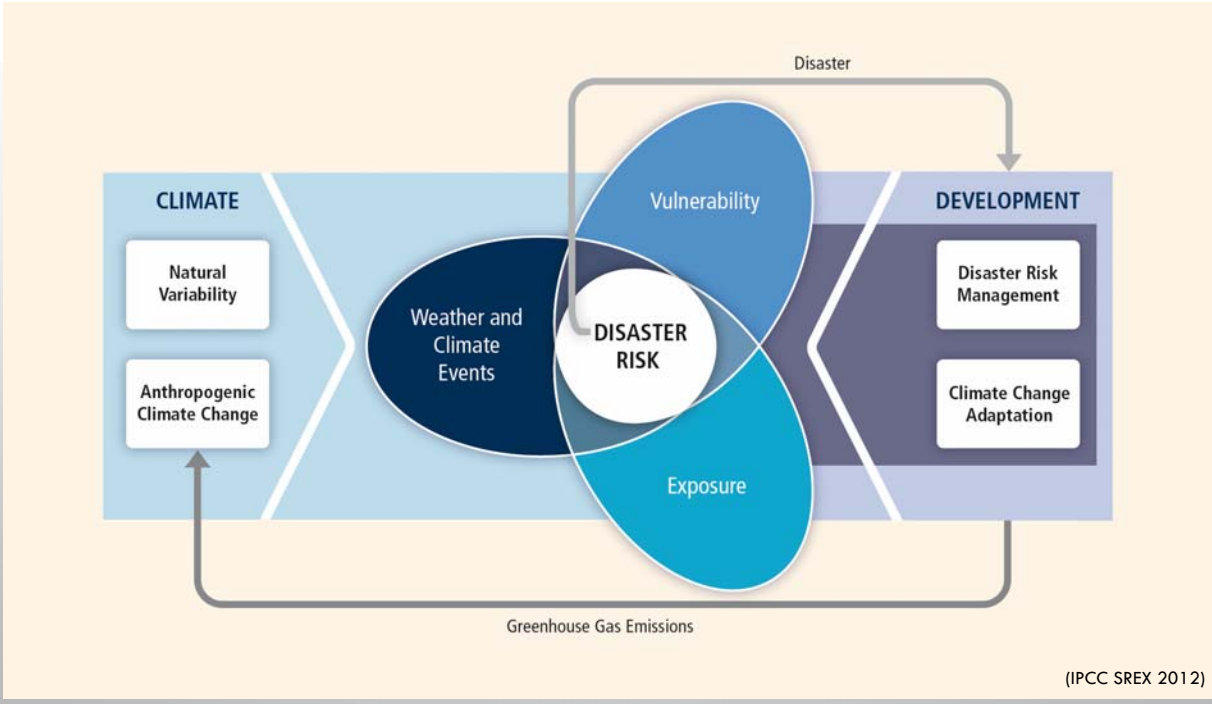 Disaster
CLIMATE
Natural
Variability
Anthropogenic
Climate Change
Weather and
Climate
Events
Vulnerability
DISASTER
RISK
Exposure
DEVELOPMENT
Disaster Risk
Management
Climate Change
Adaptation
Greenhouse Gas Emissions
(IPCC SREX 2012)